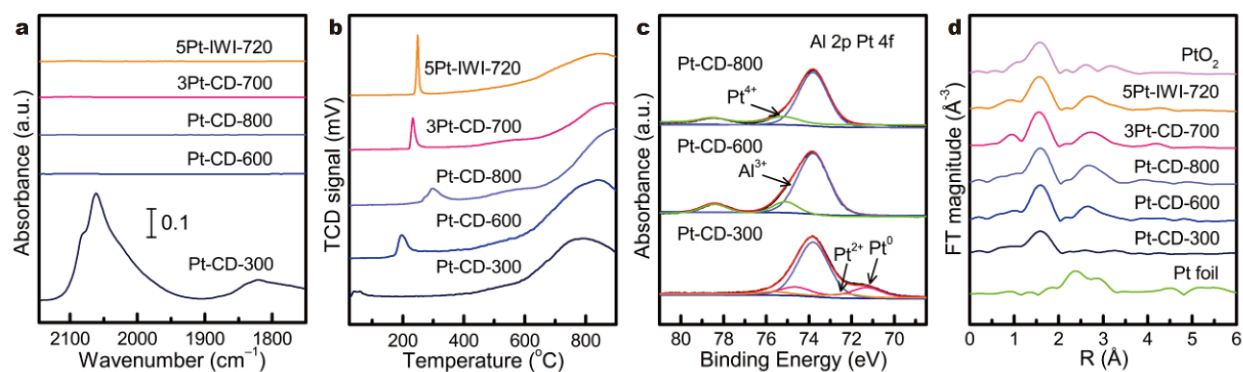 a
5Pt-IWI-720
3Pt-CD-700
Pt-CD-800
Pt-CD-600
0.1
Pt-CD-300
Absorbance (a.u.)
2100 2000 1900 1800
Wavenumber (cm⁻¹)
b
5Pt-IWI-720
3Pt-CD-700
Pt-CD-800
Pt-CD-600
Pt-CD-300
TCD signal (mV)
200 400 600 800
Temperature (°C)
c
Al 2p Pt 4f
Pt-CD-800
Pt⁴⁺
Pt-CD-600
Al³⁺
Pt-CD-300
Pt²⁺ Pt⁰
Absorbance (a.u.)
80 78 76 74 72 70
Binding Energy (eV)
d
PtO₂
5Pt-IWI-720
3Pt-CD-700
Pt-CD-800
Pt-CD-600
Pt-CD-300
Pt foil
FT magnitude (Å⁻³)
0 1 2 3 4 5 6
R (Å)